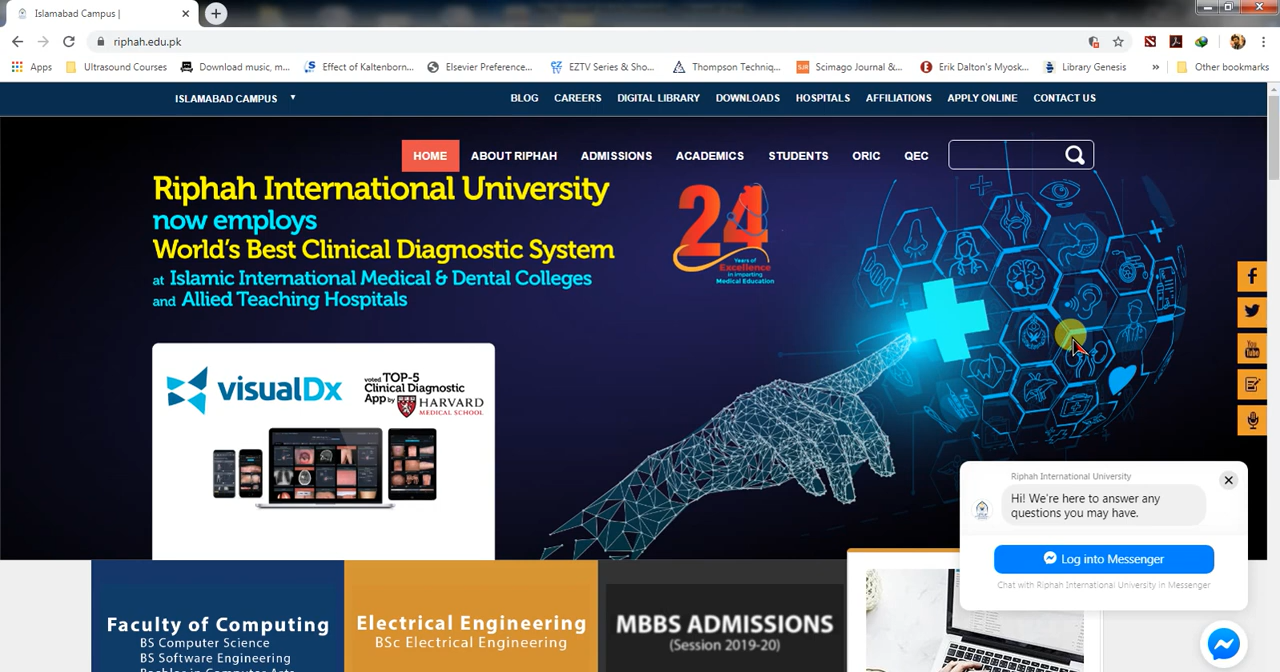 Islamabad Campus |
riphah.edu.pk
Apps
Ultrasound Courses
Download music, m...
Effect of Kaltenborn...
Elsevier Preference...
EZTV Series & Sho...
Thompson Techniq...
Scimago Journal &...
Erik Dalton's Myosk...
Library Genesis
»
Other bookmarks
ISLAMABAD CAMPUS
BLOG
CAREERS
DIGITAL LIBRARY
DOWNLOADS
HOSPITALS
AFFILIATIONS
APPLY ONLINE
CONTACT US
HOME
ABOUT RIPHAH
ADMISSIONS
ACADEMICS
STUDENTS
ORIC
QEC
Riphah International University
now employs
World's Best Clinical Diagnostic System
at Islamic International Medical & Dental Colleges
and Allied Teaching Hospitals
24
Years of
Excellence
in Imparting
Medical Education
visualDx
voted TOP-5
Clinical Diagnostic
App by HARVARD
MEDICAL SCHOOL
You
Tube
Riphah International University
Hi! We're here to answer any
questions you may have.
Log into Messenger
Chat with Riphah International University in Messenger
Faculty of Computing
BS Computer Science
BS Software Engineering
Electrical Engineering
BSc Electrical Engineering
MBBS ADMISSIONS
(Session 2019-20)